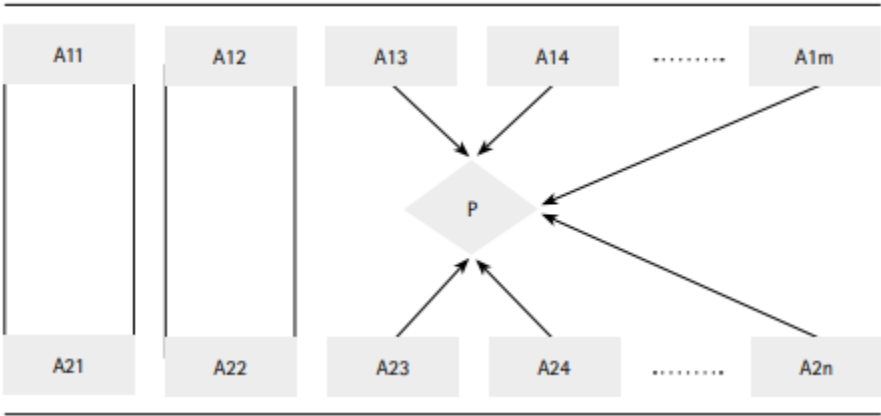 A11 A12 A13 A14 ........ A1m
P
A21 A22 A23 A24 ........ A2n